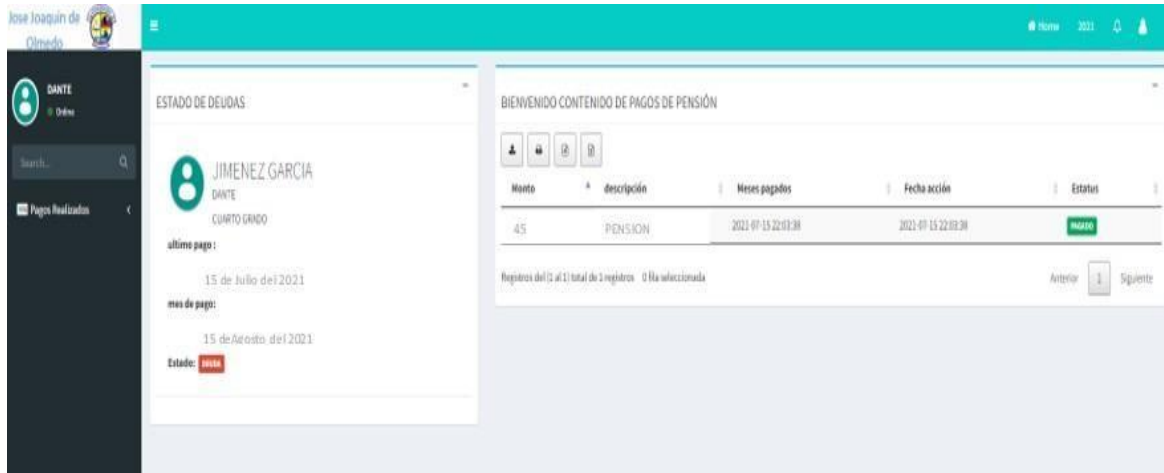 Jose Joaquin de
Olmedo
Home 2021
DANTE
Online
Search...
Pagos Realizados
ESTADO DE DEUDAS
JIMENEZ GARCIA
DANTE
CUARTO GRADO
ultimo pago :
15 de Julio del 2021
mes de pago:
15 de Agosto del 2021
Estado: DEUDA
BIENVENIDO CONTENIDO DE PAGOS DE PENSIÓN
Monto descripción Meses pagados Fecha acción Estatus
45 PENSION 2021-07-15 22:03:38 2021-07-15 22:03:38 PAGADO
Registros del (1 al 1) total de 1 registros 0 fila seleccionada
Anterior 1 Siguiente